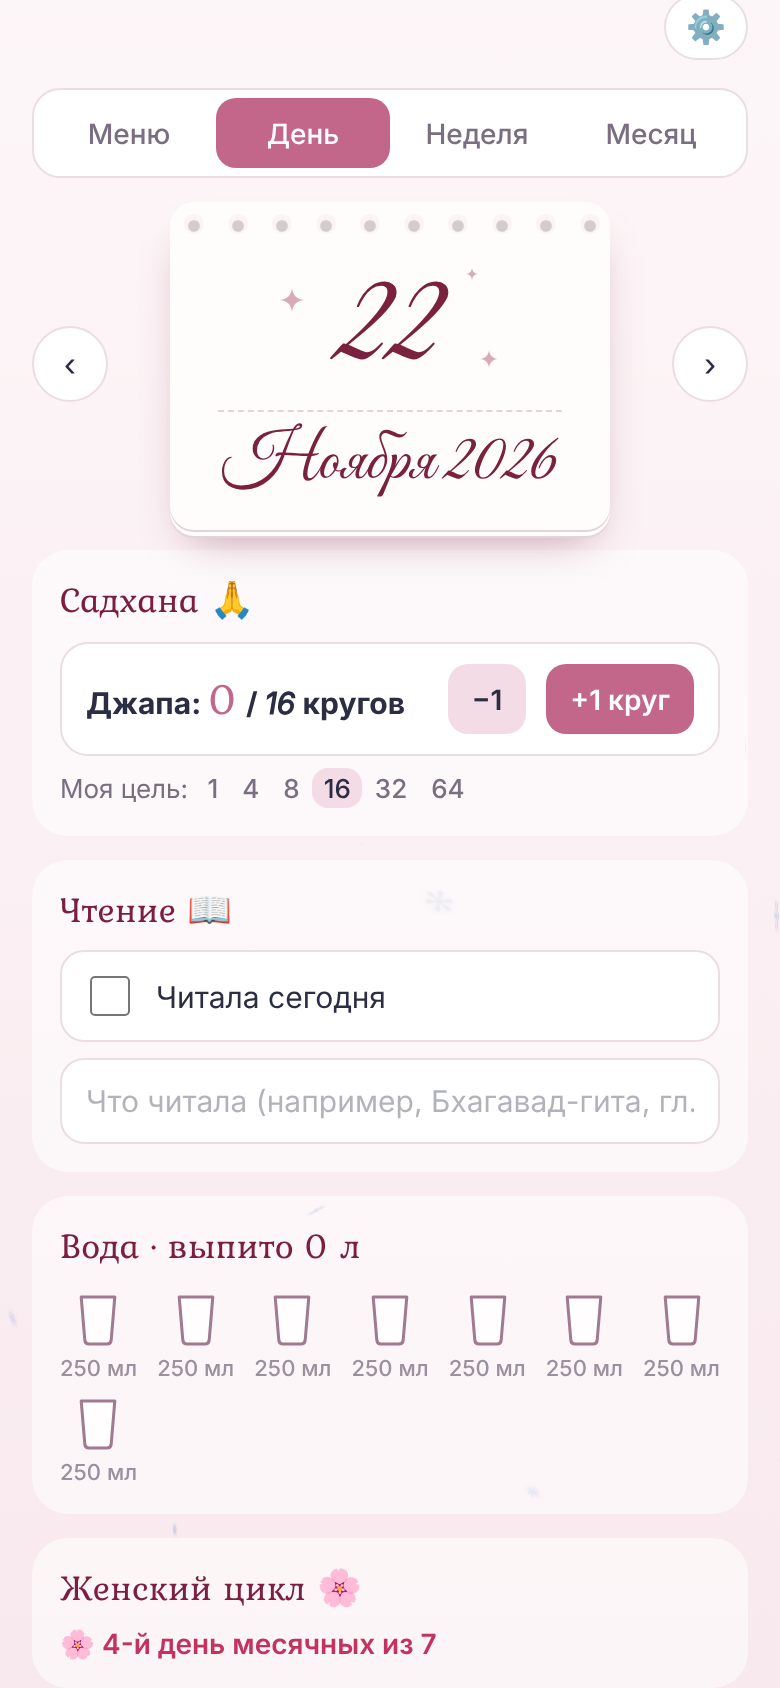 Меню День Неделя Месяц
22
‹ ›
Ноября 2026
Садхана 🙏
Джапа: 0 / 16 кругов −1 +1 круг
Моя цель: 1 4 8 16 32 64
Чтение 📖
Читала сегодня
Что читала (например, Бхагавад-гита, гл.
Вода · выпито 0 л
250 мл 250 мл 250 мл 250 мл 250 мл 250 мл 250 мл
250 мл
Женский цикл 🌸
🌸 4-й день месячных из 7